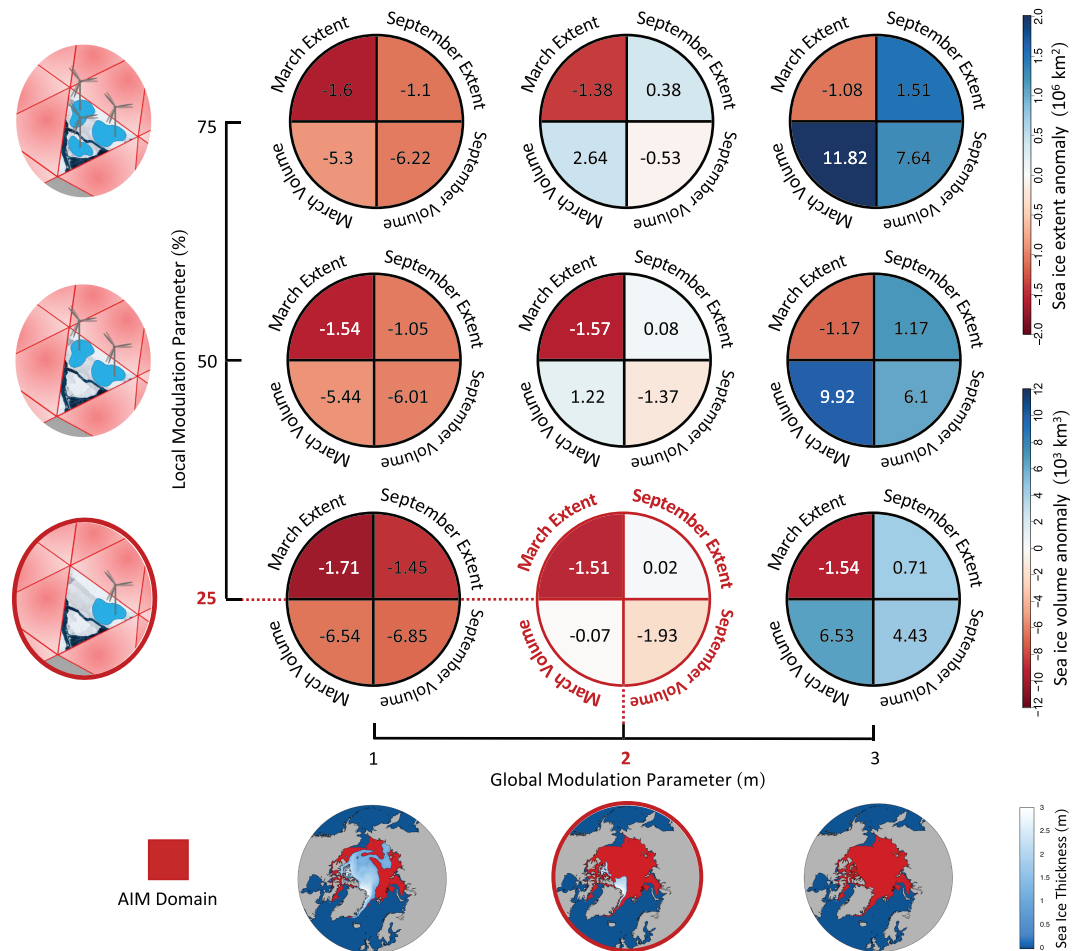 March Extent
September Extent
-1.6
-1.1
-5.3
-6.22
March Volume
September Volume
March Extent
September Extent
-1.38
0.38
2.64
-0.53
March Volume
September Volume
March Extent
September Extent
-1.08
1.51
11.82
7.64
March Volume
September Volume
75
March Extent
September Extent
-1.54
-1.05
-5.44
-6.01
March Volume
September Volume
March Extent
September Extent
-1.57
0.08
1.22
-1.37
March Volume
September Volume
March Extent
September Extent
-1.17
1.17
9.92
6.1
March Volume
September Volume
50
Local Modulation Parameter (%)
March Extent
September Extent
-1.71
-1.45
-6.54
-6.85
March Volume
September Volume
March Extent
September Extent
-1.51
0.02
-0.07
-1.93
March Volume
September Volume
March Extent
September Extent
-1.54
0.71
6.53
4.43
March Volume
September Volume
25
1
2
3
Global Modulation Parameter (m)
2.0
1.5
1.0
0.5
0.0
−0.5
−1.0
−1.5
−2.0
Sea ice extent anomaly (10⁶ km²)
12
10
8
6
4
2
0
−2
−4
−6
−8
−10
−12
Sea ice volume anomaly (10³ km³)
AIM Domain
3
2.5
2
1.5
1
0.5
0
Sea Ice Thickness (m)